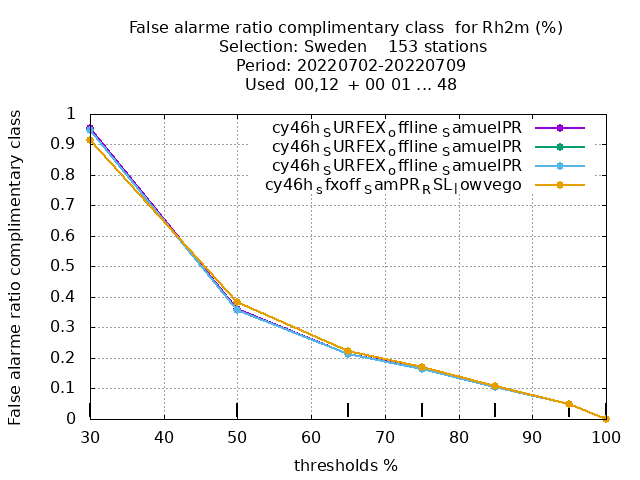 False alarme ratio complimentary class for Rh2m (%)
Selection: Sweden 153 stations
Period: 20220702-20220709
Used 00,12 + 00 01 ... 48
False alarme ratio complimentary class
1
0.9
0.8
0.7
0.6
0.5
0.4
0.3
0.2
0.1
0
cy46h_SURFEX_offline_SamuelPR
cy46h_SURFEX_offline_SamuelPR
cy46h_SURFEX_offline_SamuelPR
cy46h_sfxoff_SamPR_RSL_lowvego
30 40 50 60 70 80 90 100
thresholds %